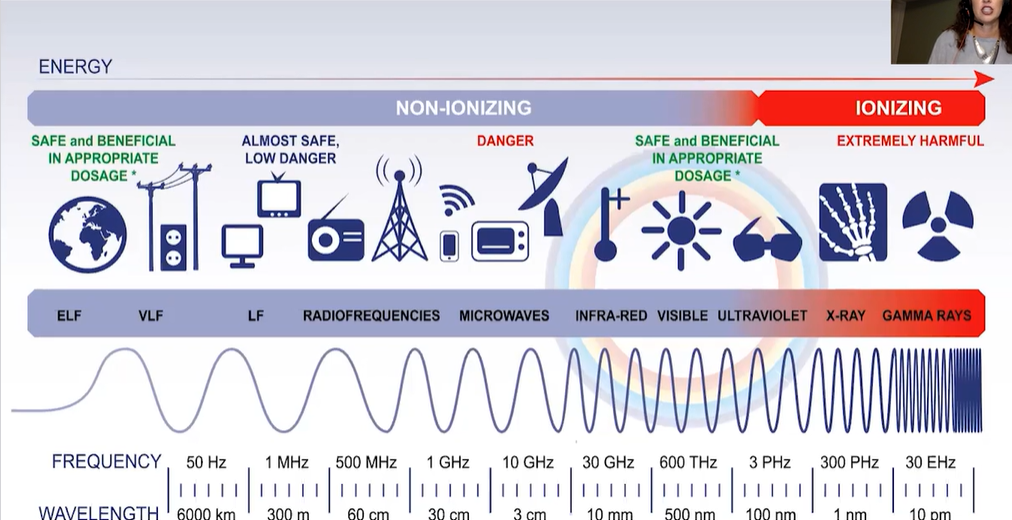 ENERGY
NON-IONIZING
IONIZING
SAFE and BENEFICIAL
IN APPROPRIATE
DOSAGE *
ALMOST SAFE,
LOW DANGER
DANGER
SAFE and BENEFICIAL
IN APPROPRIATE
DOSAGE *
EXTREMELY HARMFUL
ELF VLF LF RADIOFREQUENCIES MICROWAVES INFRA-RED VISIBLE ULTRAVIOLET X-RAY GAMMA RAYS
FREQUENCY 50 Hz 1 MHz 500 MHz 1 GHz 10 GHz 30 GHz 600 THz 3 PHz 300 PHz 30 EHz
WAVELENGTH 6000 km 300 m 60 cm 30 cm 3 cm 10 mm 500 nm 100 nm 1 nm 10 pm